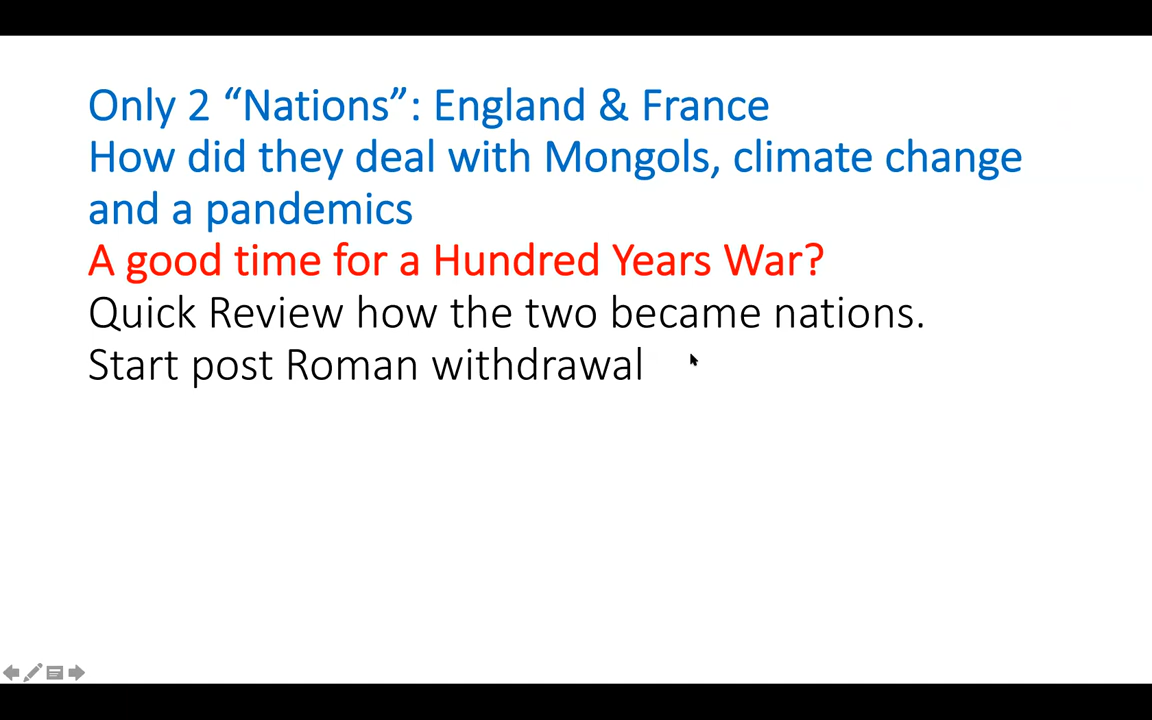 Only 2 “Nations”: England & France
How did they deal with Mongols, climate change
and a pandemics
A good time for a Hundred Years War?
Quick Review how the two became nations.
Start post Roman withdrawal